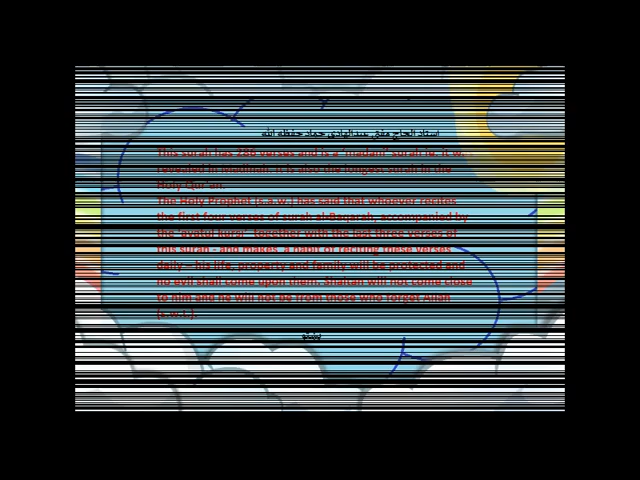 استاد الحاج مفتی عبدالهادی حماد حفظه الله
This surah has 286 verses and is a 'madani' surah ie. it w
revealed in Madinah. It is also the longest surah in the
Holy Qur'an.
The Holy Prophet (s.a.w.) has said that whoever recites
the first four verses of surah al-Baqarah, accompanied by
the 'ayatul kursi', together with the last three verses of
this surah - and makes a habit of reciting these verses
daily – his life, property and family will be protected and
no evil shall come upon them. Shaitan will not come close
to him and he will not be from those who forget Allah
(s.w.t.).
پښتو